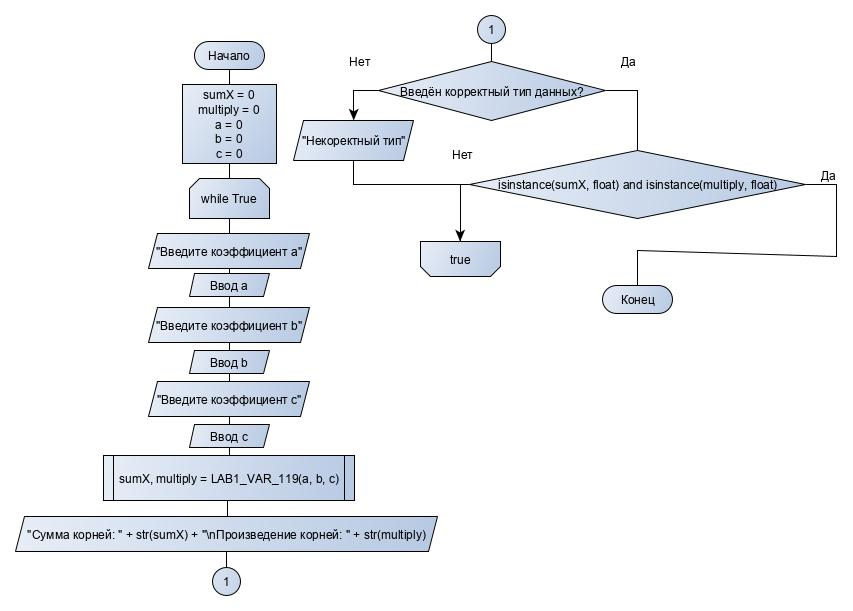 Начало
sumX = 0
multiply = 0
a = 0
b = 0
c = 0
while True
"Введите коэффициент a"
Ввод a
"Введите коэффициент b"
Ввод b
"Введите коэффициент c"
Ввод c
sumX, multiply = LAB1_VAR_119(a, b, c)
"Сумма корней: " + str(sumX) + "\nПроизведение корней: " + str(multiply)
1
1
Нет
Да
Введён корректный тип данных?
"Некоректный тип"
Нет
Да
isinstance(sumX, float) and isinstance(multiply, float)
true
Конец